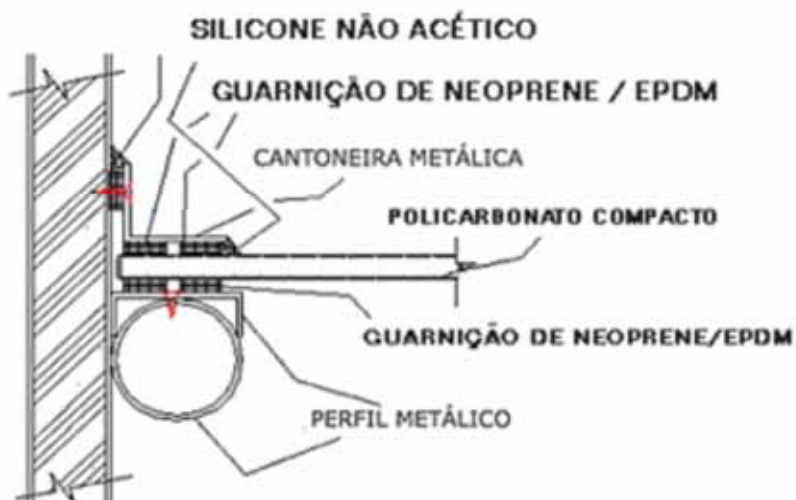 SILICONE NÃO ACÉTICO
GUARNIÇÃO DE NEOPRENE / EPDM
CANTONEIRA METÁLICA
POLICARBONATO COMPACTO
GUARNIÇÃO DE NEOPRENE/EPDM
PERFIL METÁLICO